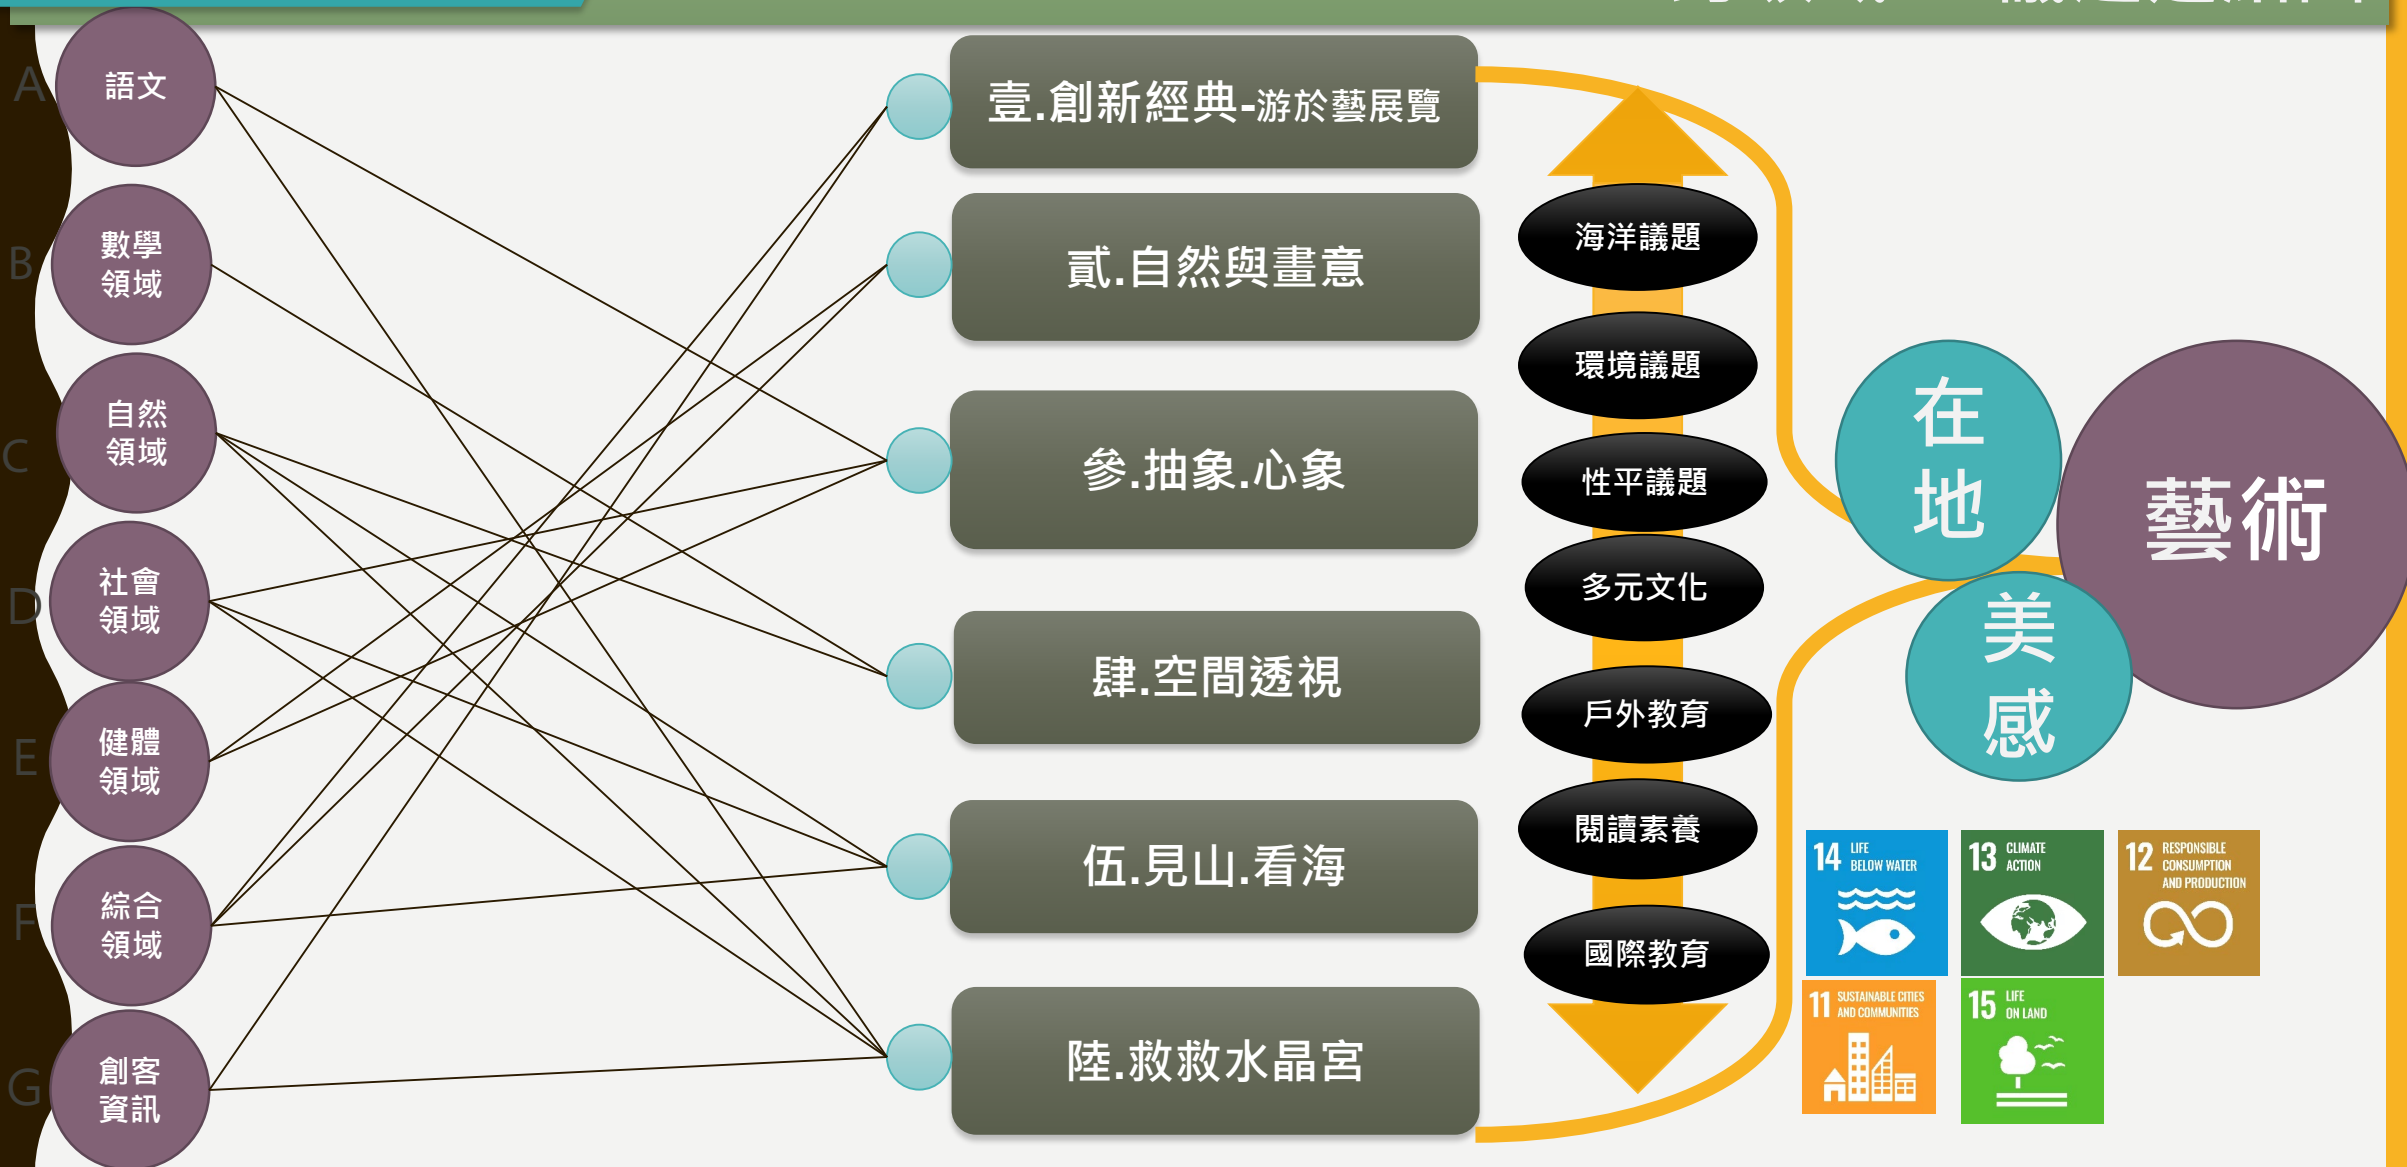 A
語文
B
數學
領域
C
自然
領域
D
社會
領域
E
健體
領域
F
綜合
領域
G
創客
資訊
壹.創新經典-游於藝展覽
貳.自然與畫意
參.抽象.心象
肆.空間透視
伍.見山.看海
陸.救救水晶宮
海洋議題
環境議題
性平議題
多元文化
戶外教育
閱讀素養
國際教育
在
地
美
感
藝術
14 LIFE
BELOW WATER
13 CLIMATE
ACTION
12 RESPONSIBLE
CONSUMPTION
AND PRODUCTION
11 SUSTAINABLE CITIES
AND COMMUNITIES
15 LIFE
ON LAND